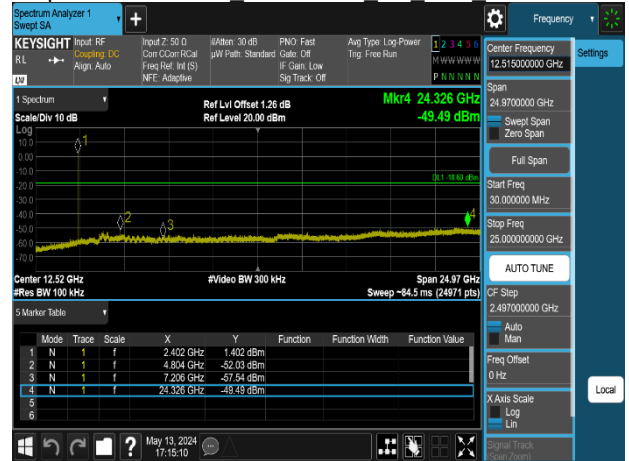 Spectrum Analyzer 1
Swept SA
Frequency
KEYSIGHT
RL
Input: RF
Coupling: DC
Align: Auto
Input Z: 50 Ω
Corr CCorr RCal
Freq Ref: Int (S)
NFE: Adaptive
#Atten: 30 dB
µW Path: Standard
PNO: Fast
Gate: Off
IF Gain: Low
Sig Track: Off
Avg Type: Log-Power
Trig: Free Run
1 2 3 4 5 6
M W W W W W
P N N N N N
LXI
1 Spectrum
Scale/Div 10 dB
Ref Lvl Offset 1.26 dB
Ref Level 20.00 dBm
Mkr4 24.326 GHz
-49.49 dBm
Log
10.0
0.00
-10.0
-20.0
-30.0
-40.0
-50.0
-60.0
-70.0
1
2
3
4
DL1 -18.60 dBm
Center 12.52 GHz
#Res BW 100 kHz
#Video BW 300 kHz
Span 24.97 GHz
Sweep ~84.5 ms (24971 pts)
5 Marker Table
Mode Trace Scale X Y Function Function Width Function Value
1 N 1 f 2.402 GHz 1.402 dBm
2 N 1 f 4.804 GHz -52.03 dBm
3 N 1 f 7.206 GHz -57.54 dBm
4 N 1 f 24.326 GHz -49.49 dBm
5
6
?
May 13, 2024
17:15:10
Center Frequency
12.515000000 GHz
Span
24.9700000 GHz
Swept Span
Zero Span
Full Span
Start Freq
30.000000 MHz
Stop Freq
25.000000000 GHz
AUTO TUNE
CF Step
2.497000000 GHz
Auto
Man
Freq Offset
0 Hz
X Axis Scale
Log
Lin
Signal Track
(Span Zoom)
Settings
Local